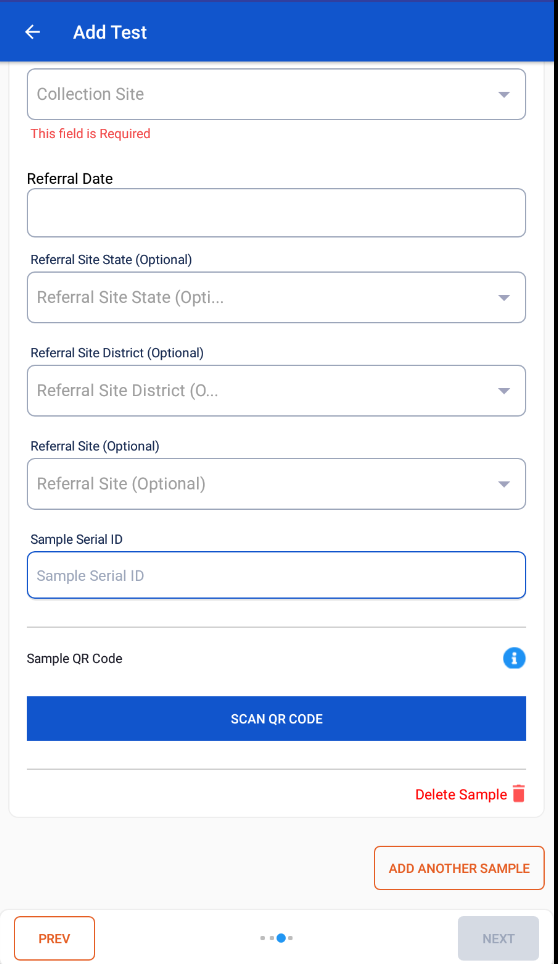 Add Test
Collection Site
This field is Required
Referral Date
Referral Site State (Optional)
Referral Site State (Opti...
Referral Site District (Optional)
Referral Site District (O...
Referral Site (Optional)
Referral Site (Optional)
Sample Serial ID
Sample Serial ID
Sample QR Code
SCAN QR CODE
Delete Sample
ADD ANOTHER SAMPLE
PREV
NEXT